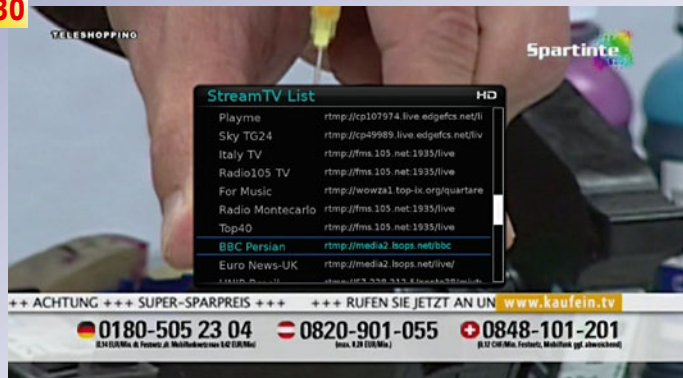 30
TELESHOPPING
Spartinte
StreamTV List HD
Playme rtmp://cp107974.live.edgefcs.net/li
Sky TG24 rtmp://cp49989.live.edgefcs.net/liv
Italy TV rtmp://fms.105.net:1935/live
Radio105 TV rtmp://fms.105.net:1935/live
For Music rtmp://wowza1.top-ix.org/quartare
Radio Montecarlo rtmp://fms.105.net:1935/live
Top40 rtmp://fms.105.net:1935/live
BBC Persian rtmp://media2.lsops.net/bbc
Euro News-UK rtmp://media2.lsops.net/live/
++ ACHTUNG +++ SUPER-SPARPREIS +++ +++ RUFEN SIE JETZT AN UN www.kaufein.tv
0180-505 23 04 0820-901-055 0848-101-201